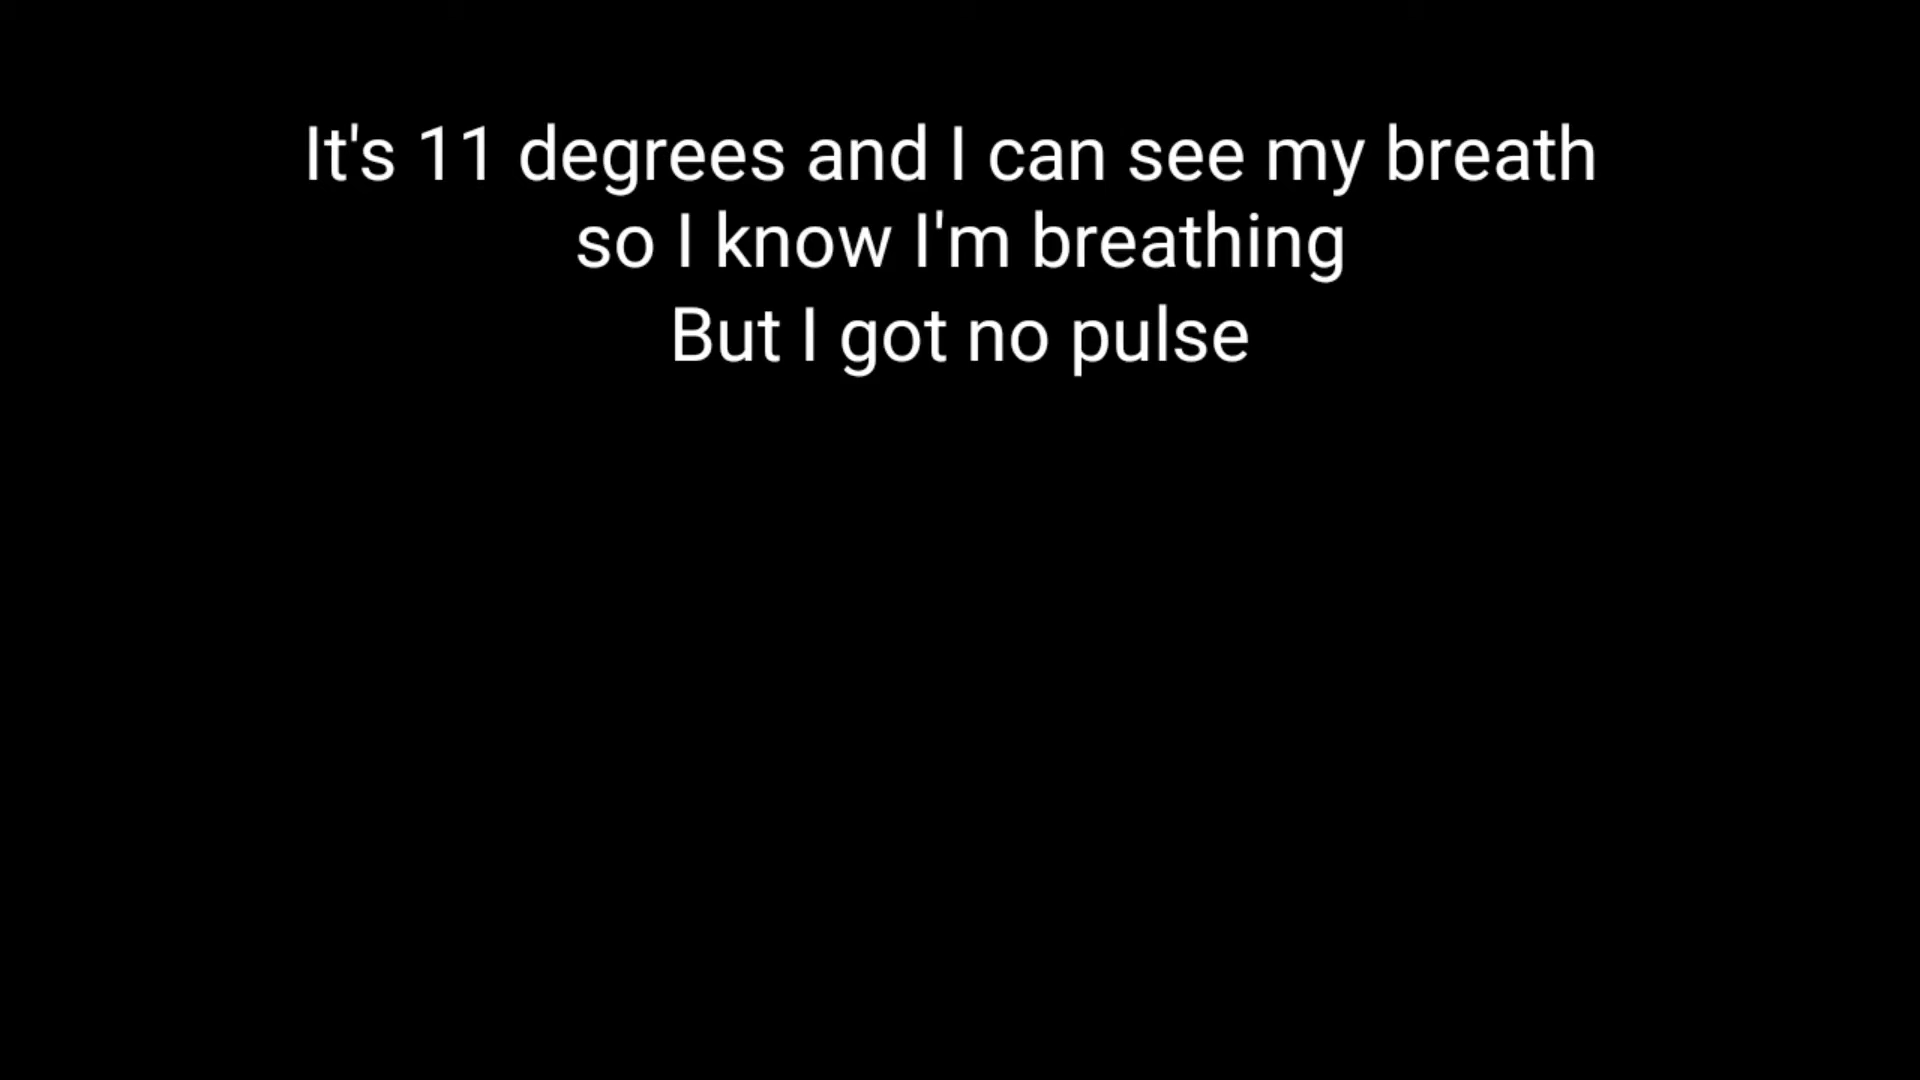 It's 11 degrees and I can see my breath
so I know I'm breathing
But I got no pulse